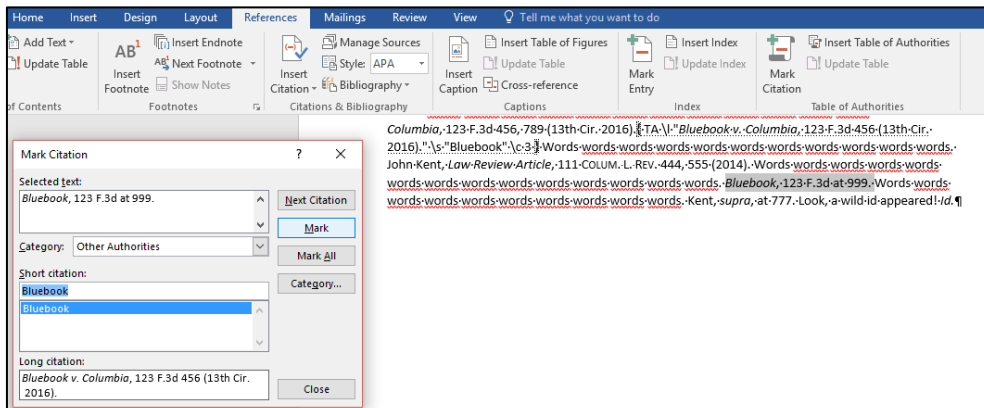 Home Insert Design Layout References Mailings Review View Tell me what you want to do
Add Text
Update Table
of Contents
AB1
Insert
Footnote
Insert Endnote
Next Footnote
Show Notes
Footnotes
Insert
Citation
Manage Sources
Style: APA
Bibliography
Citations & Bibliography
Insert
Caption
Insert Table of Figures
Update Table
Cross-reference
Captions
Mark
Entry
Insert Index
Update Index
Index
Mark
Citation
Insert Table of Authorities
Update Table
Table of Authorities
Columbia,·123·F.3d·456,·789·(13th·Cir.·2016).{·TA·\l·"Bluebook·v.·Columbia,·123·F.3d·456·(13th·Cir.·
2016)."·\s·"Bluebook"·\c·3·}·Words·words·words·words·words·words·words·words·words·words·words.·
John·Kent,·Law·Review·Article,·111·COLUM.·L.·REV.·444,·555·(2014).·Words·words·words·words·words·
words·words·words·words·words·words·words·words·words.·Bluebook,·123·F.3d·at·999.·Words·words·
words·words·words·words·words·words·words·words·words·words.·Kent,·supra,·at·777.·Look,·a·wild·id·appeared!·Id.¶
Mark Citation ? ×
Selected text:
Bluebook, 123 F.3d at 999.
Next Citation
Mark
Category: Other Authorities
Mark All
Short citation:
Bluebook
Category...
Bluebook
Long citation:
Bluebook v. Columbia, 123 F.3d 456 (13th Cir.
2016).
Close